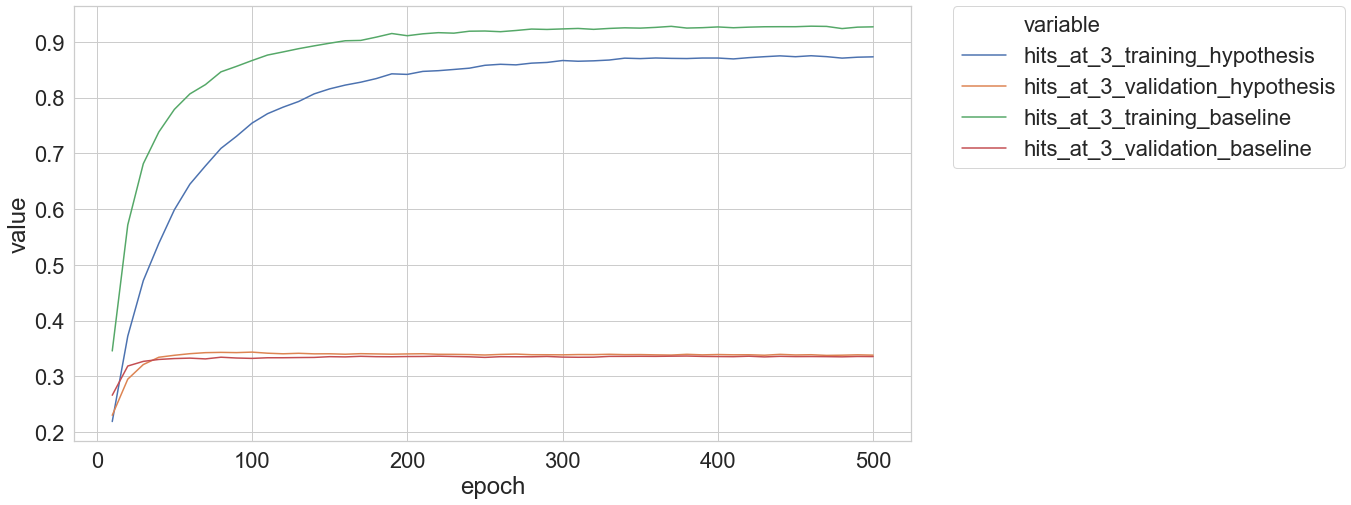 0.9
0.8
0.7
0.6
0.5
0.4
0.3
0.2
value
0 100 200 300 400 500
epoch
variable
hits_at_3_training_hypothesis
hits_at_3_validation_hypothesis
hits_at_3_training_baseline
hits_at_3_validation_baseline